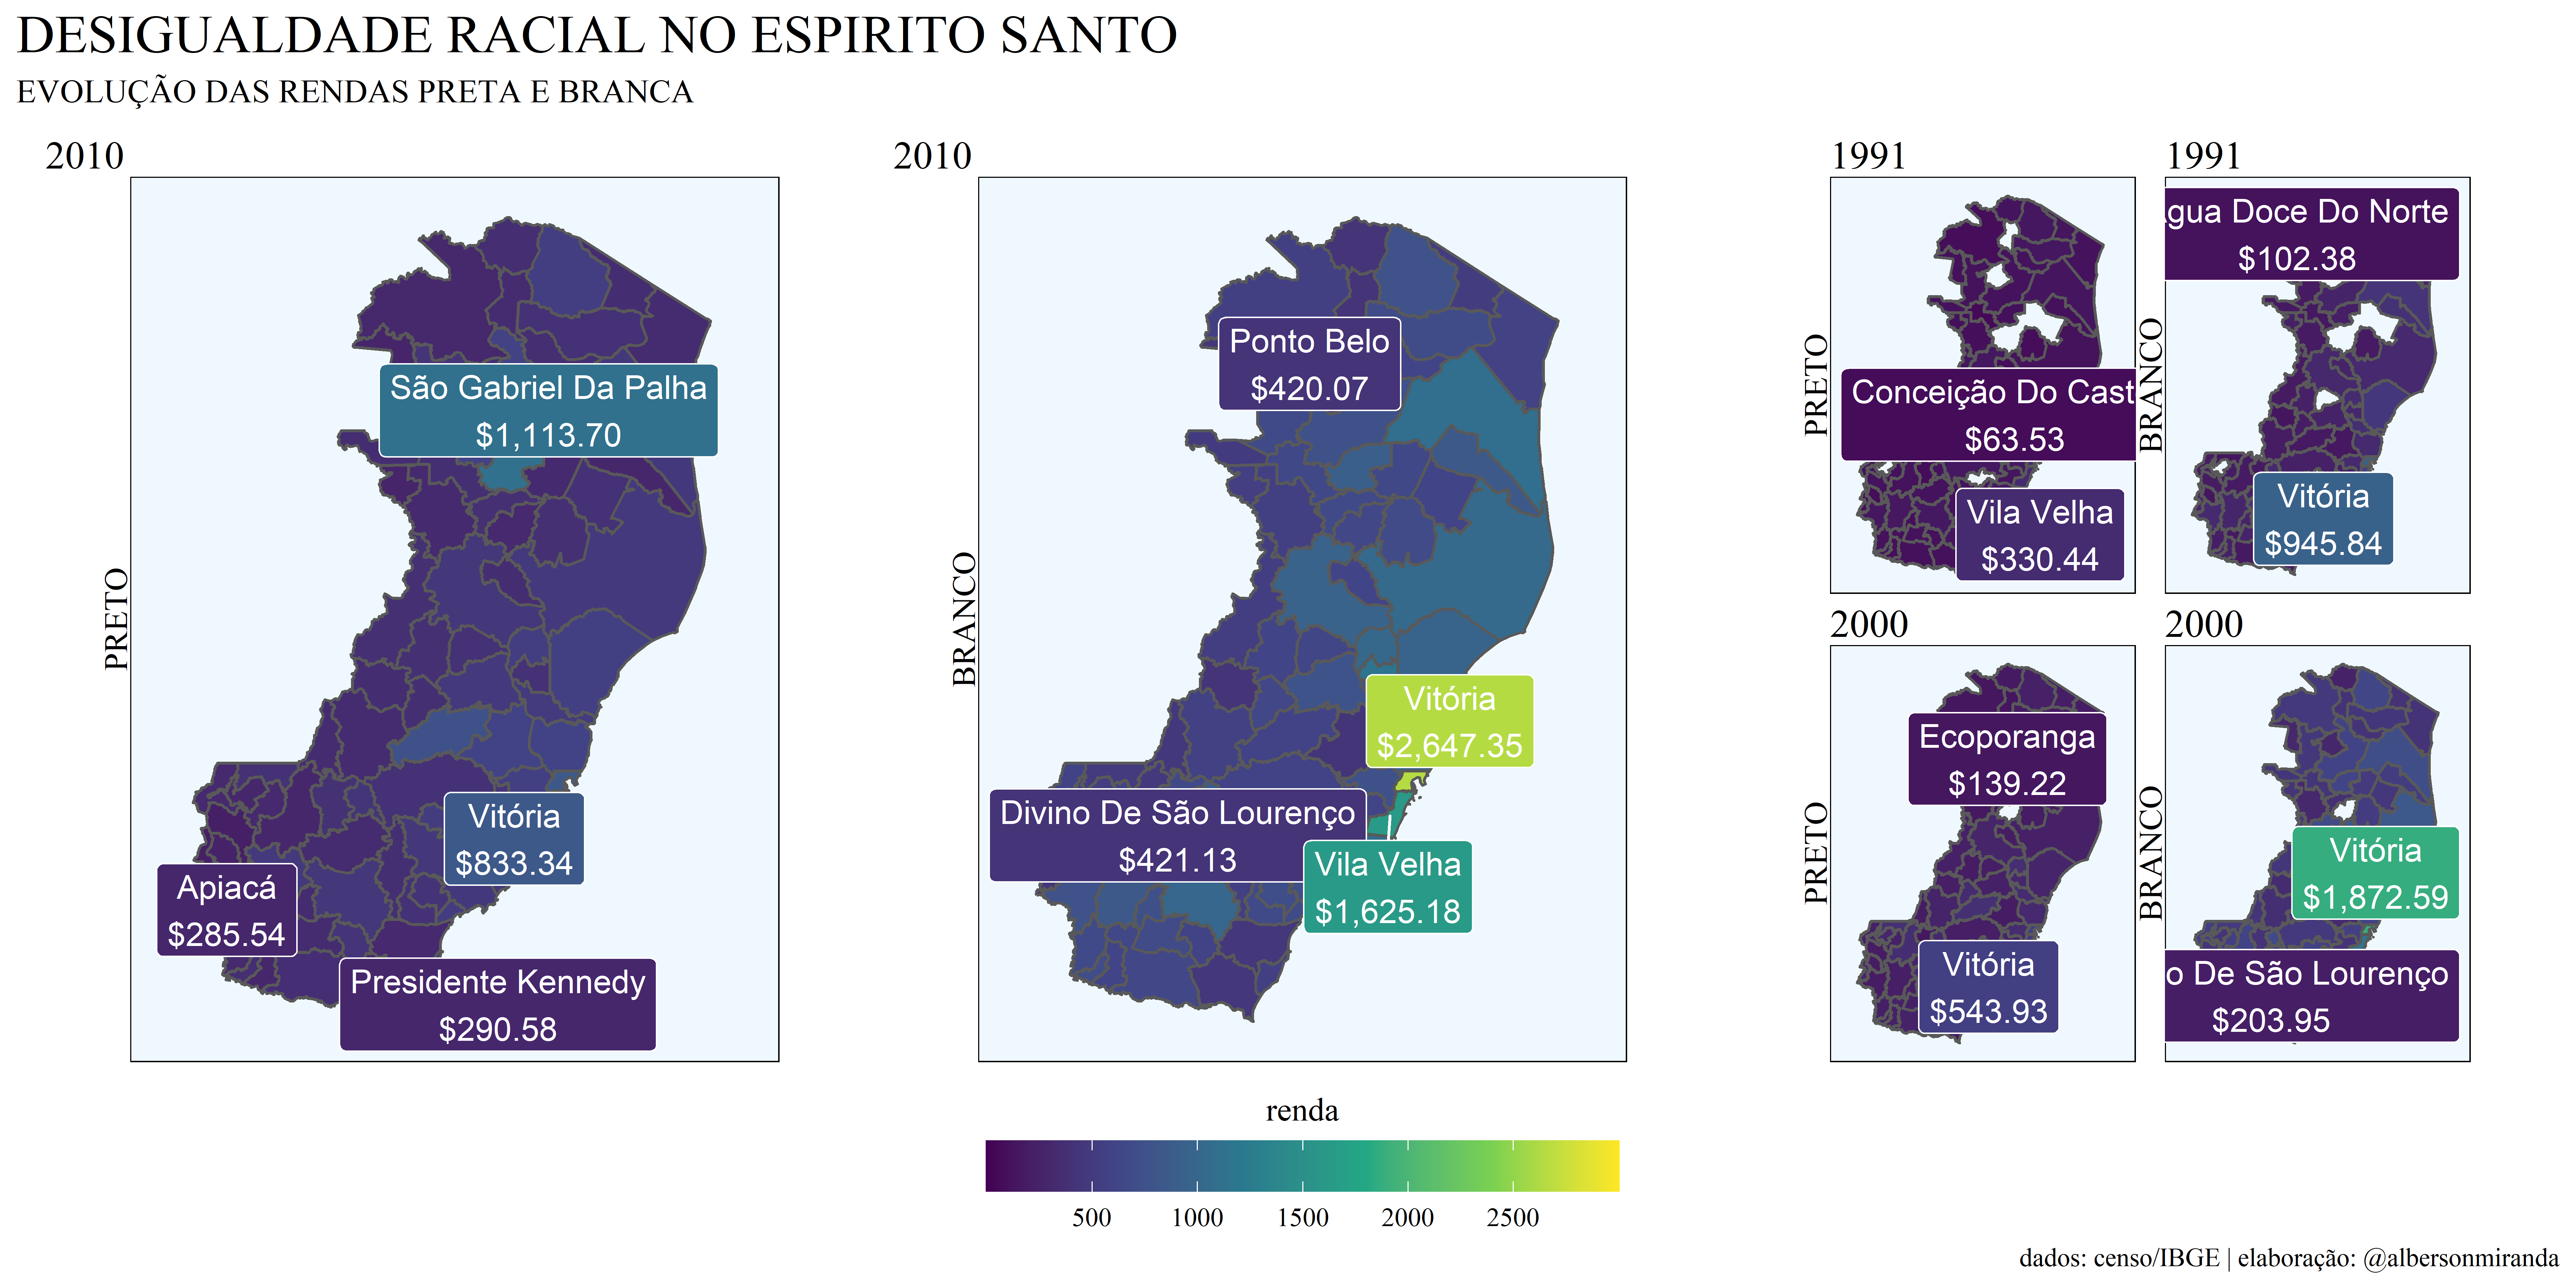 DESIGUALDADE RACIAL NO ESPIRITO SANTO
EVOLUÇÃO DAS RENDAS PRETA E BRANCA
2010
PRETO
São Gabriel Da Palha
$1,113.70
Vitória
$833.34
Apiacá
$285.54
Presidente Kennedy
$290.58
2010
BRANCO
Ponto Belo
$420.07
Vitória
$2,647.35
Divino De São Lourenço
$421.13
Vila Velha
$1,625.18
1991
PRETO
Conceição Do Cast
$63.53
Vila Velha
$330.44
1991
BRANCO
gua Doce Do Norte
$102.38
Vitória
$945.84
2000
PRETO
Ecoporanga
$139.22
Vitória
$543.93
2000
BRANCO
Vitória
$1,872.59
o De São Lourenço
$203.95
renda
500 1000 1500 2000 2500
dados: censo/IBGE | elaboração: @albersonmiranda